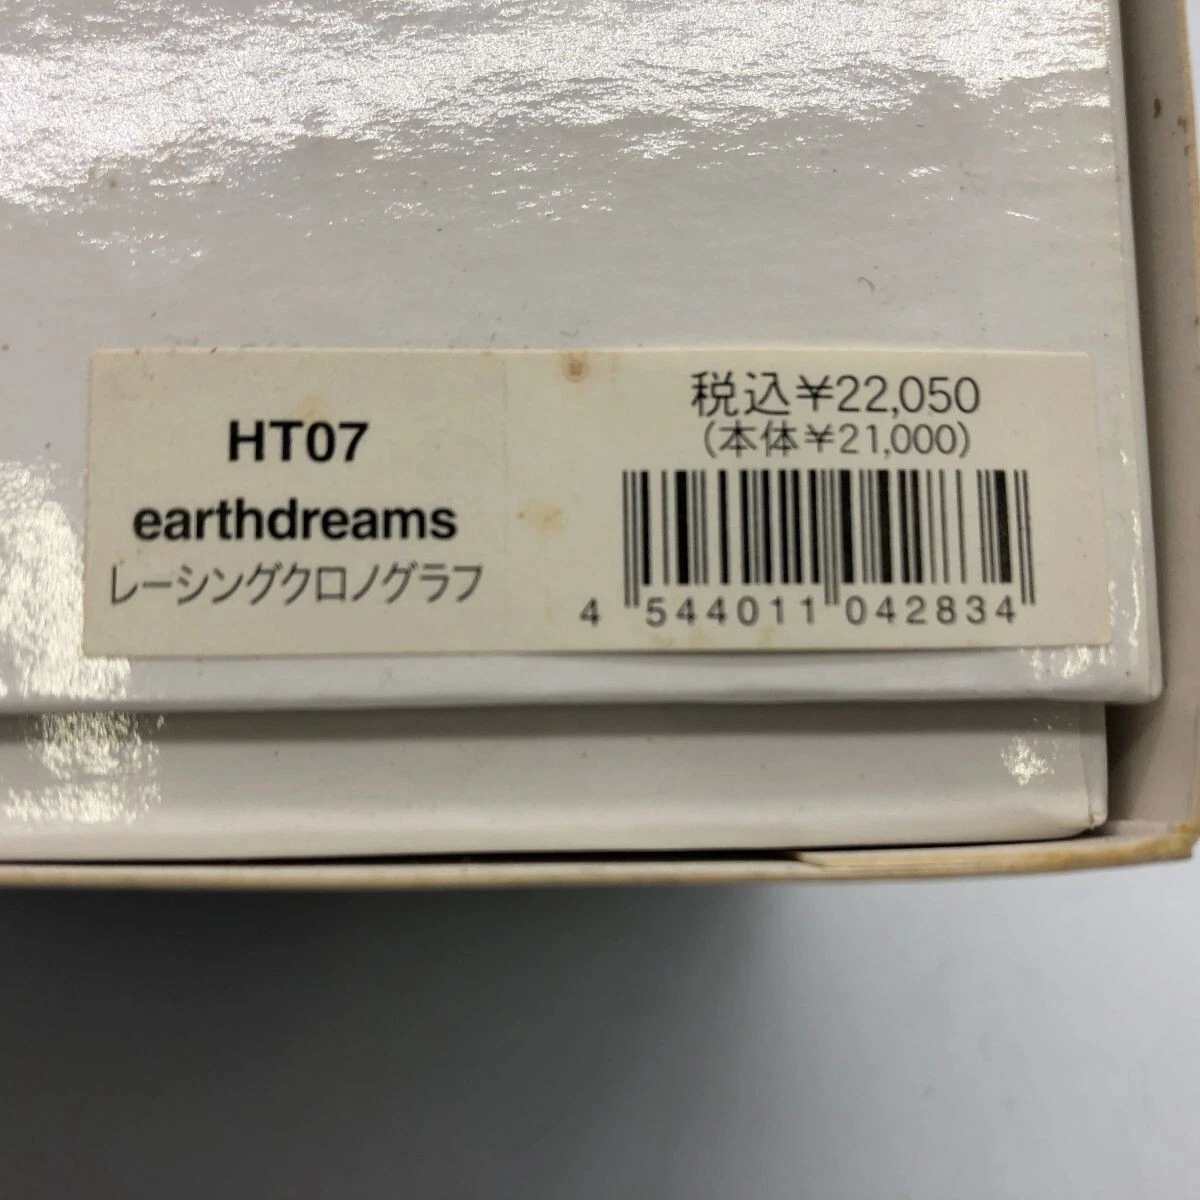 HT07
earthdreams
レーシングクロノグラフ
税込¥22,050
(本体¥21,000)
4 544011 042834